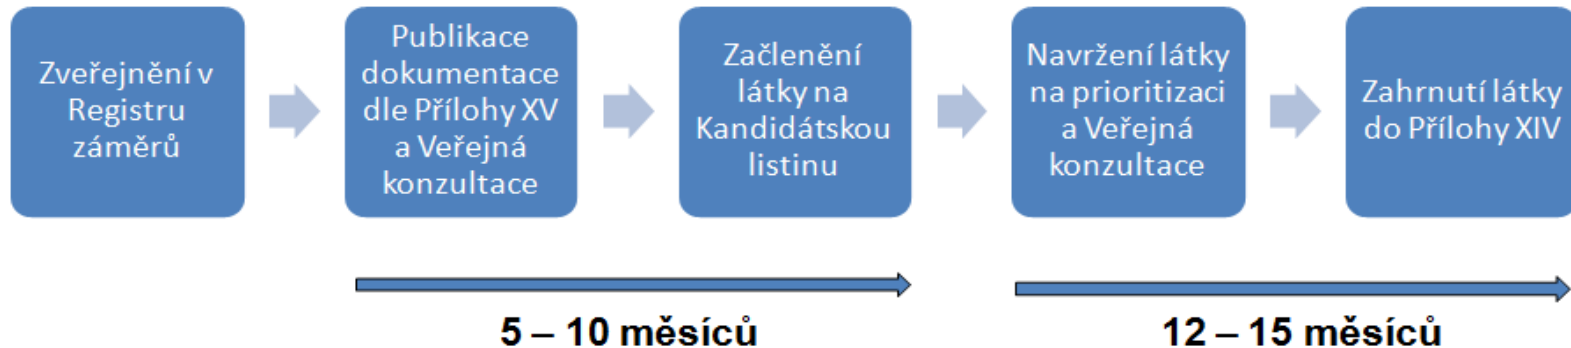 Zveřejnění v
Registru
záměrů
Publikace
dokumentace
dle Přílohy XV
a Veřejná
konzultace
Začlenění
látky na
Kandidátskou
listinu
Navržení látky
na prioritizaci
a Veřejná
konzultace
Zahrnutí látky
do Přílohy XIV
5 – 10 měsíců
12 – 15 měsíců